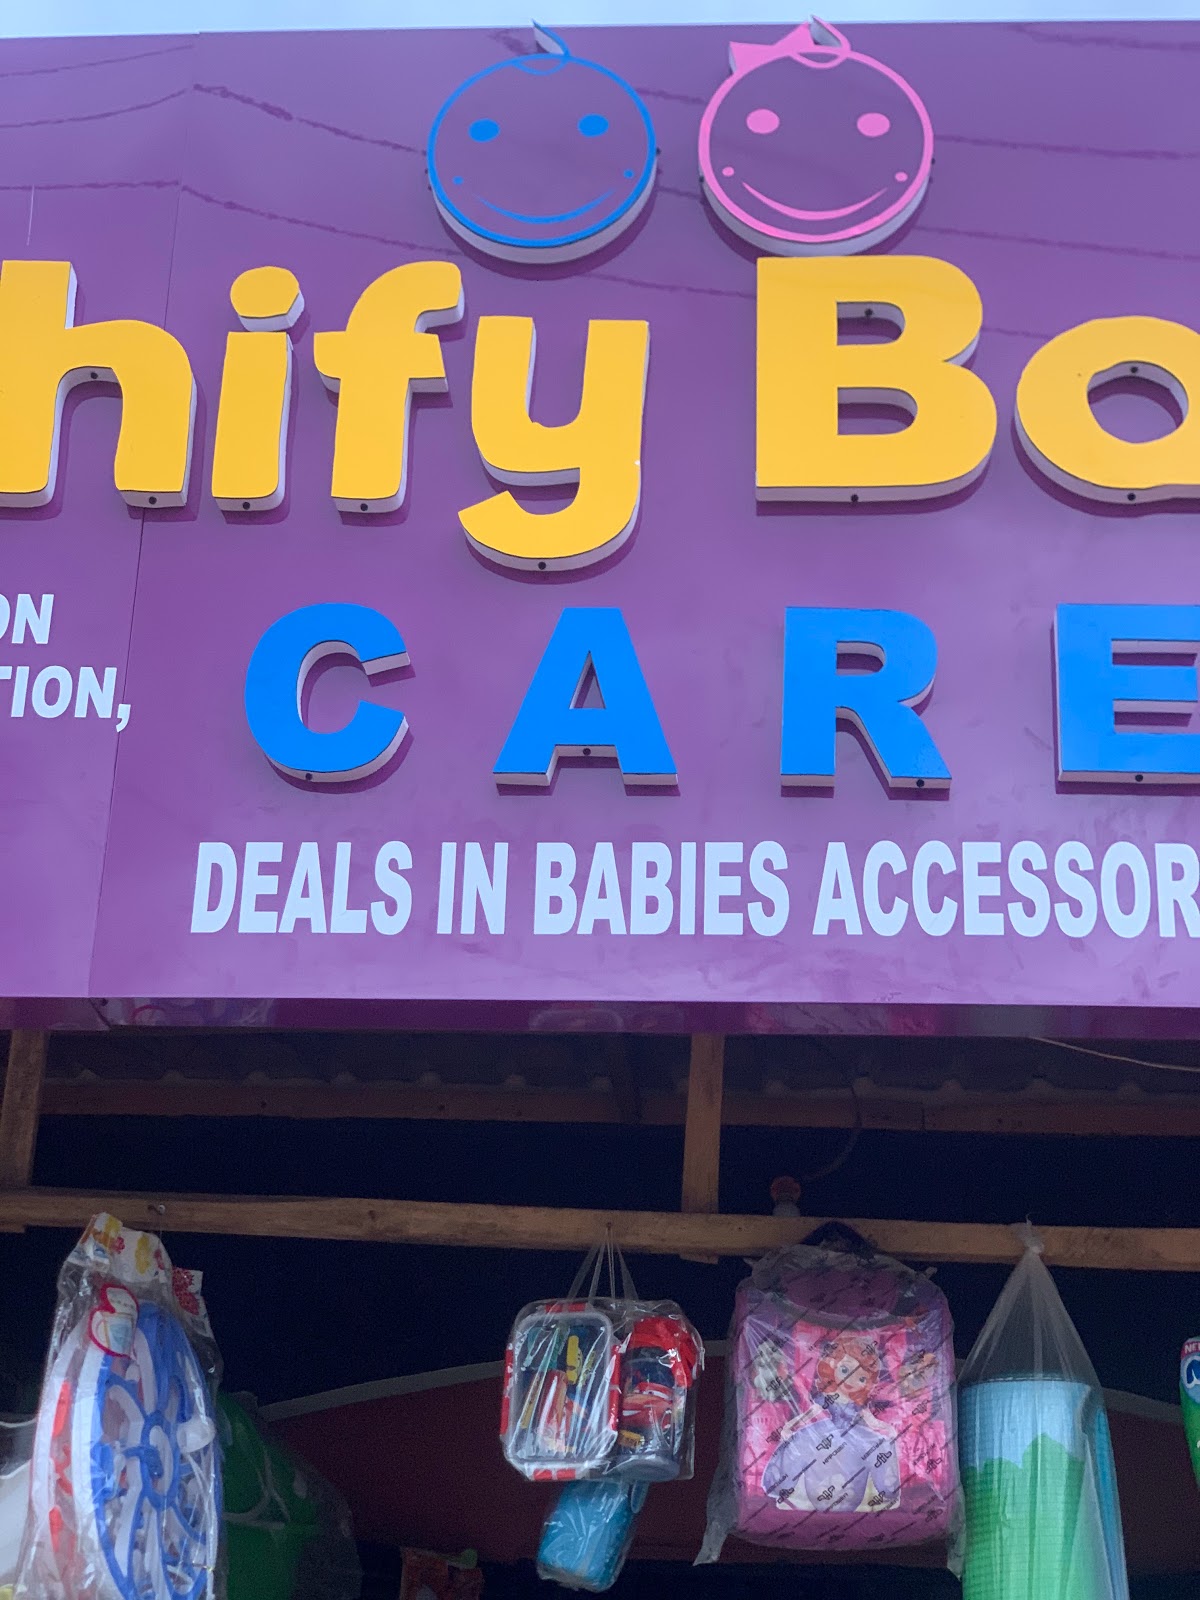 hify Ba
ON
TION,
CARE
DEALS IN BABIES ACCESSOR